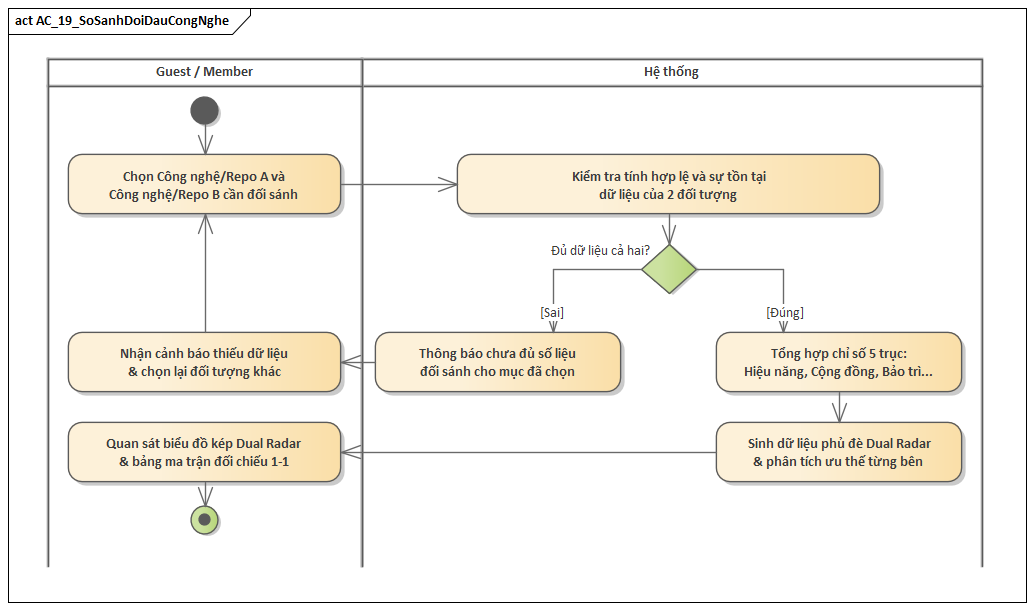 act AC_19_SoSanhDoiDauCongNghe
Guest / Member
Hệ thống
Chọn Công nghệ/Repo A và
Công nghệ/Repo B cần đối sánh
Kiểm tra tính hợp lệ và sự tồn tại
dữ liệu của 2 đối tượng
Đủ dữ liệu cả hai?
[Sai]
[Đúng]
Nhận cảnh báo thiếu dữ liệu
& chọn lại đối tượng khác
Thông báo chưa đủ số liệu
đối sánh cho mục đã chọn
Tổng hợp chỉ số 5 trục:
Hiệu năng, Cộng đồng, Bảo trì...
Quan sát biểu đồ kép Dual Radar
& bảng ma trận đối chiếu 1-1
Sinh dữ liệu phủ đè Dual Radar
& phân tích ưu thế từng bên